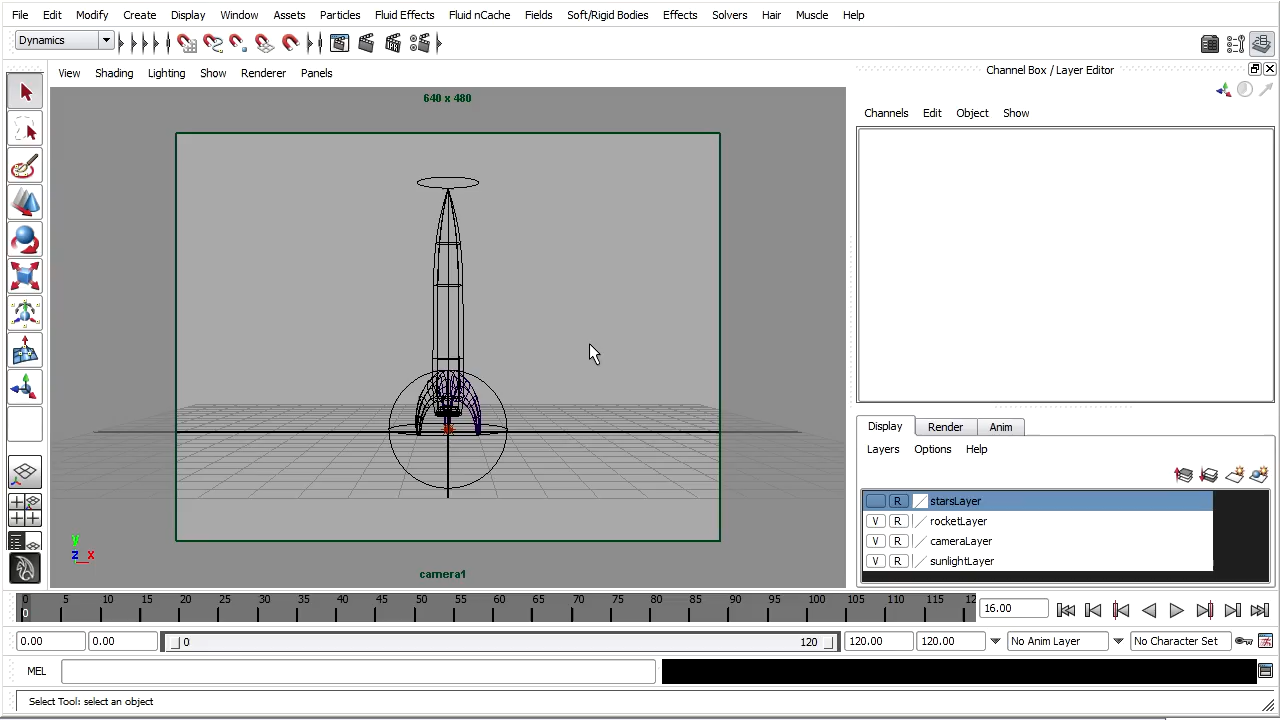 File Edit Modify Create Display Window Assets Particles Fluid Effects Fluid nCache Fields Soft/Rigid Bodies Effects Solvers Hair Muscle Help
Dynamics
Channel Box / Layer Editor
View Shading Lighting Show Renderer Panels
640 x 480
Channels Edit Object Show
Display Render Anim
Layers Options Help
R starsLayer
V R rocketLayer
V R cameraLayer
V R sunlightLayer
y
z x
camera1
0 5 10 15 20 25 30 35 40 45 50 55 60 65 70 75 80 85 90 95 100 105 110 115 12
0
16.00
0.00 0.00 0 120 120.00 120.00 No Anim Layer No Character Set
MEL
Select Tool: select an object